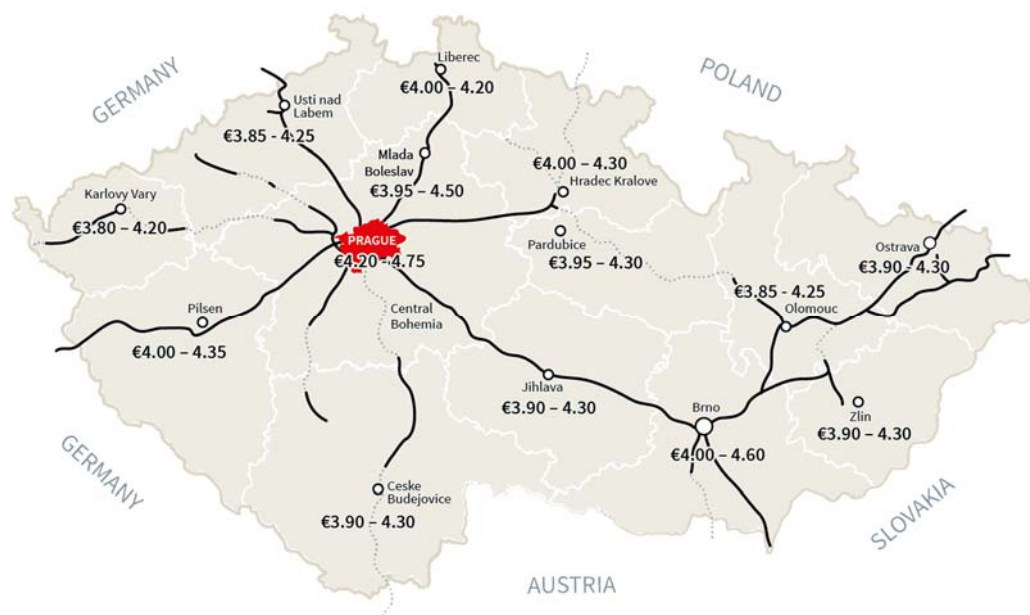 GERMANY
POLAND
Liberec
€4.00 – 4.20
Usti nad
Labem
€3.85 - 4.25
Mlada
Boleslav
€3.95 – 4.50
€4.00 – 4.30
Hradec Kralove
Karlovy Vary
€3.80 – 4.20
PRAGUE
€4.20 - 4.75
Pardubice
€3.95 – 4.30
Ostrava
€3.90 – 4.30
€3.85 - 4.25
Olomouc
Pilsen
€4.00 – 4.35
Central
Bohemia
Jihlava
€3.90 – 4.30
Brno
€4.00 – 4.60
Zlin
€3.90 – 4.30
GERMANY
Ceske
Budejovice
€3.90 – 4.30
SLOVAKIA
AUSTRIA